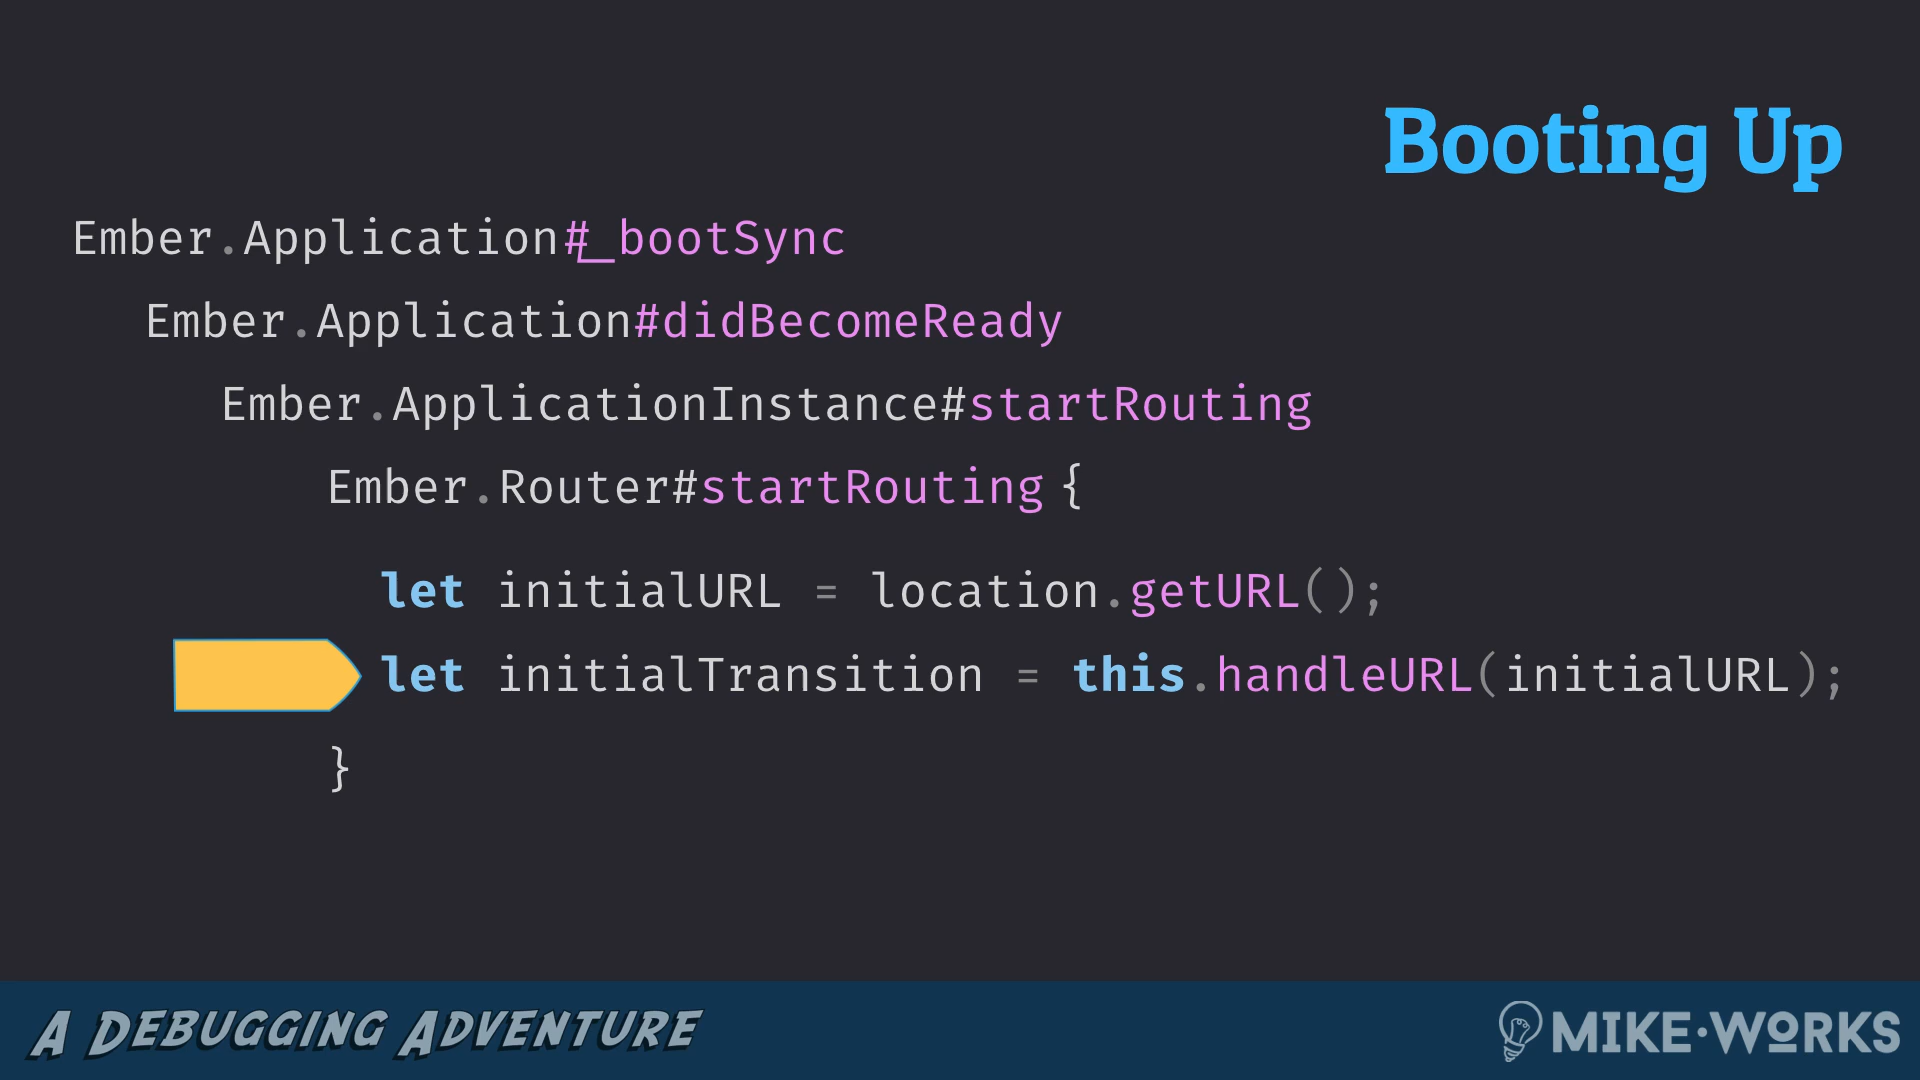 Booting Up
Ember.Application#_bootSync
Ember.Application#didBecomeReady
Ember.ApplicationInstance#startRouting
Ember.Router#startRouting {
let initialURL = location.getURL();
let initialTransition = this.handleURL(initialURL);
}
A DEBUGGING ADVENTURE
MIKE·WORKS